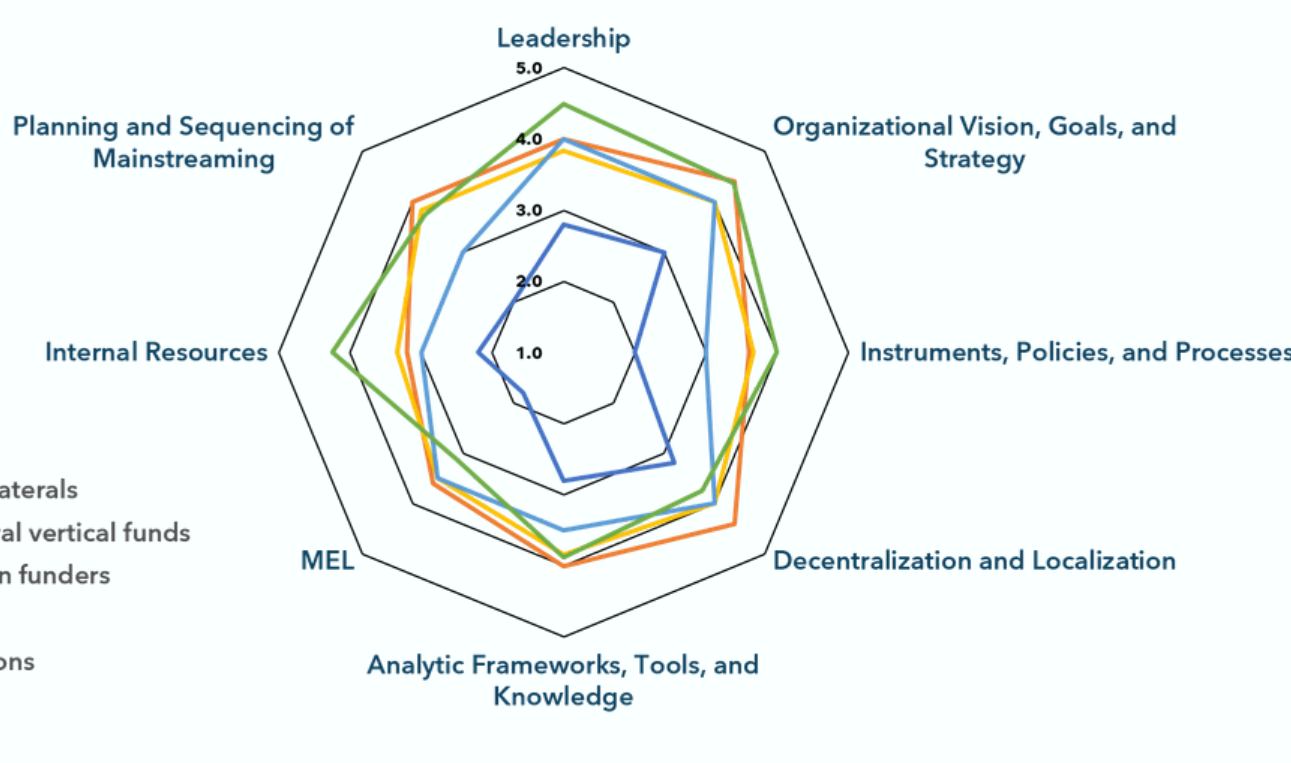 Leadership
5.0
Planning and Sequencing of
Mainstreaming
Organizational Vision, Goals, and
Strategy
4.0
3.0
2.0
Internal Resources
1.0
Instruments, Policies, and Processes
aterals
al vertical funds
n funders
ons
MEL
Decentralization and Localization
Analytic Frameworks, Tools, and
Knowledge